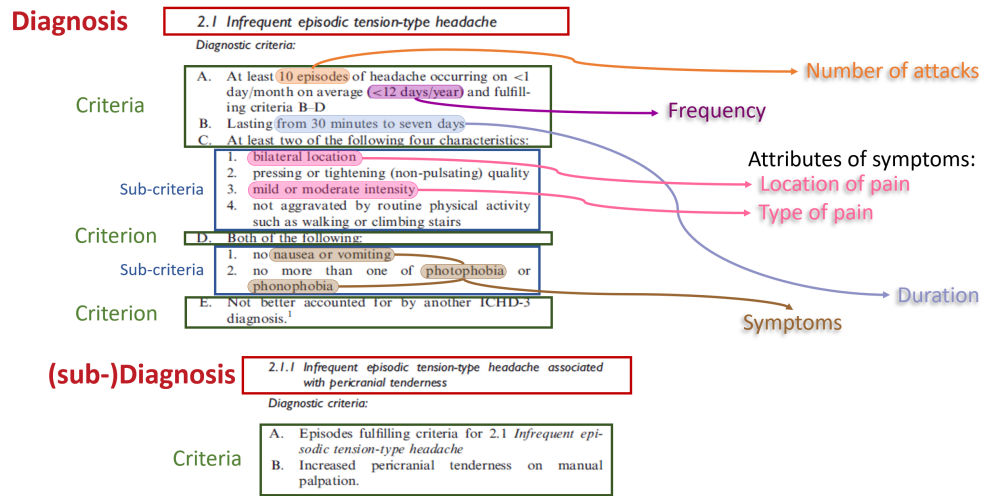 Diagnosis
2.1 Infrequent episodic tension-type headache
Diagnostic criteria:
Criteria
A. At least 10 episodes of headache occurring on <1
day/month on average (<12 days/year) and fulfill-
ing criteria B–D
B. Lasting from 30 minutes to seven days
C. At least two of the following four characteristics:
Number of attacks
Frequency
Sub-criteria
1. bilateral location
2. pressing or tightening (non-pulsating) quality
3. mild or moderate intensity
4. not aggravated by routine physical activity
such as walking or climbing stairs
Attributes of symptoms:
Location of pain
Type of pain
Criterion
D. Both of the following:
Sub-criteria
1. no nausea or vomiting
2. no more than one of photophobia or
phonophobia
Duration
Criterion
E. Not better accounted for by another ICHD-3
diagnosis.1
Symptoms
(sub-)Diagnosis
2.1.1 Infrequent episodic tension-type headache associated
with pericranial tenderness
Diagnostic criteria:
Criteria
A. Episodes fulfilling criteria for 2.1 Infrequent epi-
sodic tension-type headache
B. Increased pericranial tenderness on manual
palpation.